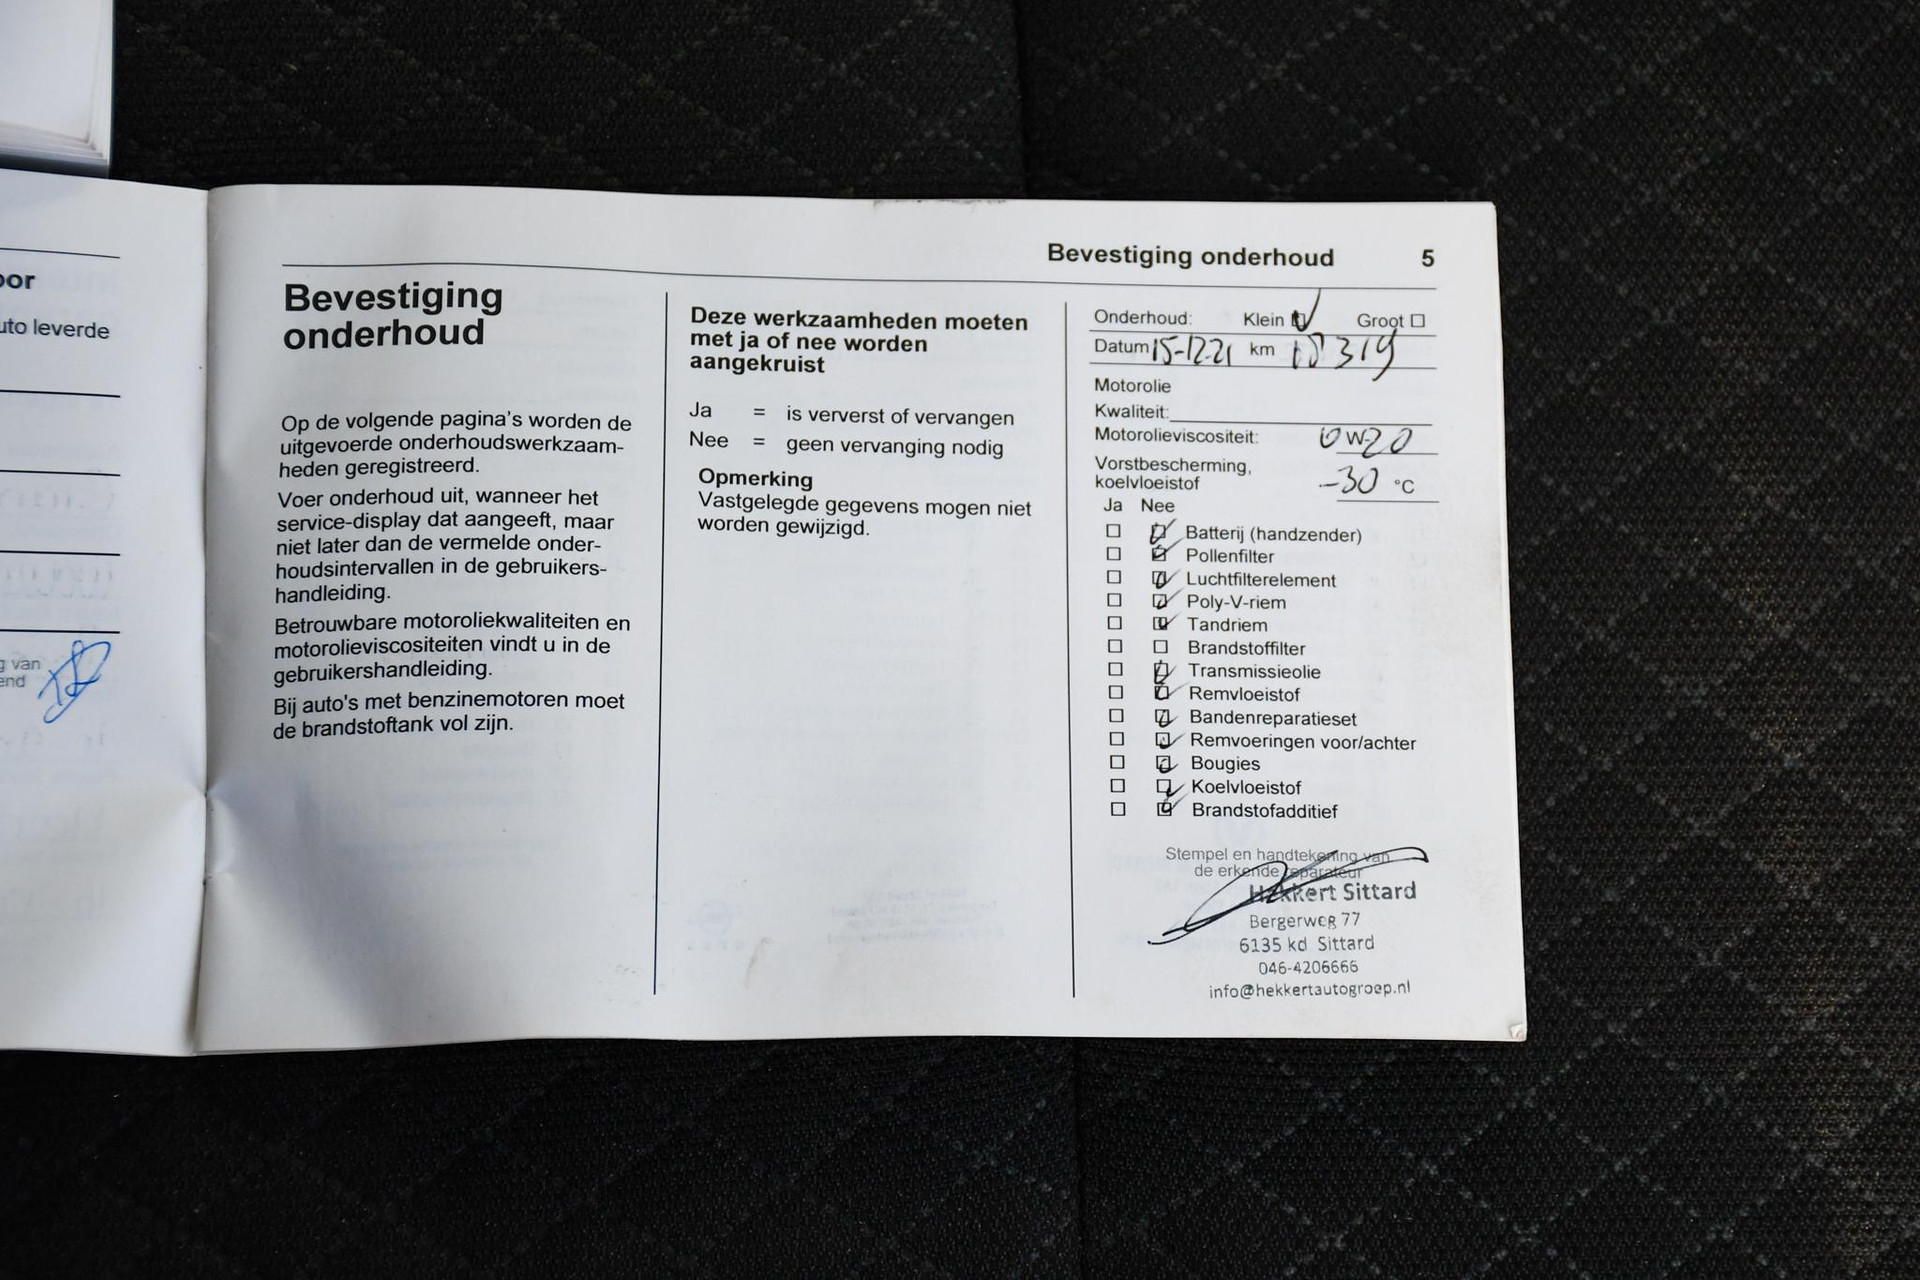 oor
uto leverde
g van
end
Bevestiging onderhoud 5
Bevestiging
onderhoud
Op de volgende pagina's worden de
uitgevoerde onderhoudswerkzaam-
heden geregistreerd.
Voer onderhoud uit, wanneer het
service-display dat aangeeft, maar
niet later dan de vermelde onder-
houdsintervallen in de gebruikers-
handleiding.
Betrouwbare motoroliekwaliteiten en
motorolieviscositeiten vindt u in de
gebruikershandleiding.
Bij auto's met benzinemotoren moet
de brandstoftank vol zijn.
Deze werkzaamheden moeten
met ja of nee worden
aangekruist
Ja = is ververst of vervangen
Nee = geen vervanging nodig
Opmerking
Vastgelegde gegevens mogen niet
worden gewijzigd.
Onderhoud: Klein Groot
Datum 15-12-21 km 18319
Motorolie
Kwaliteit:
Motorolieviscositeit: 0W-20
Vorstbescherming,
koelvloeistof -30 °C
Ja Nee
Batterij (handzender)
Pollenfilter
Luchtfilterelement
Poly-V-riem
Tandriem
Brandstoffilter
Transmissieolie
Remvloeistof
Bandenreparatieset
Remvoeringen voor/achter
Bougies
Koelvloeistof
Brandstofadditief
Stempel en handtekening van
de erkende reparateur
Hekkert Sittard
Bergerweg 77
6135 kd Sittard
046-4206666
info@hekkertautogroep.nl